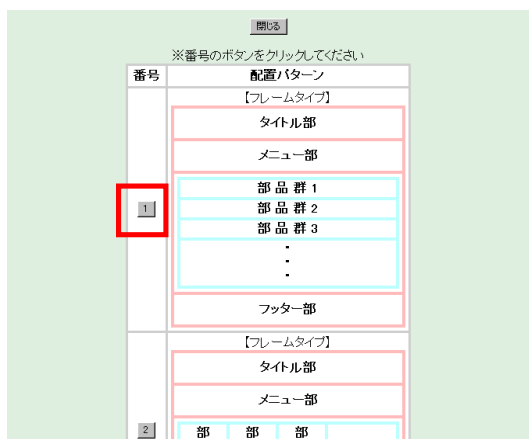 閉じる
※番号のボタンをクリックしてください
番号 配置パターン
【フレームタイプ】
タイトル部
メニュー部
1
部 品 群 1
部 品 群 2
部 品 群 3
・
・
・
フッター部
【フレームタイプ】
タイトル部
メニュー部
2
部 部 部